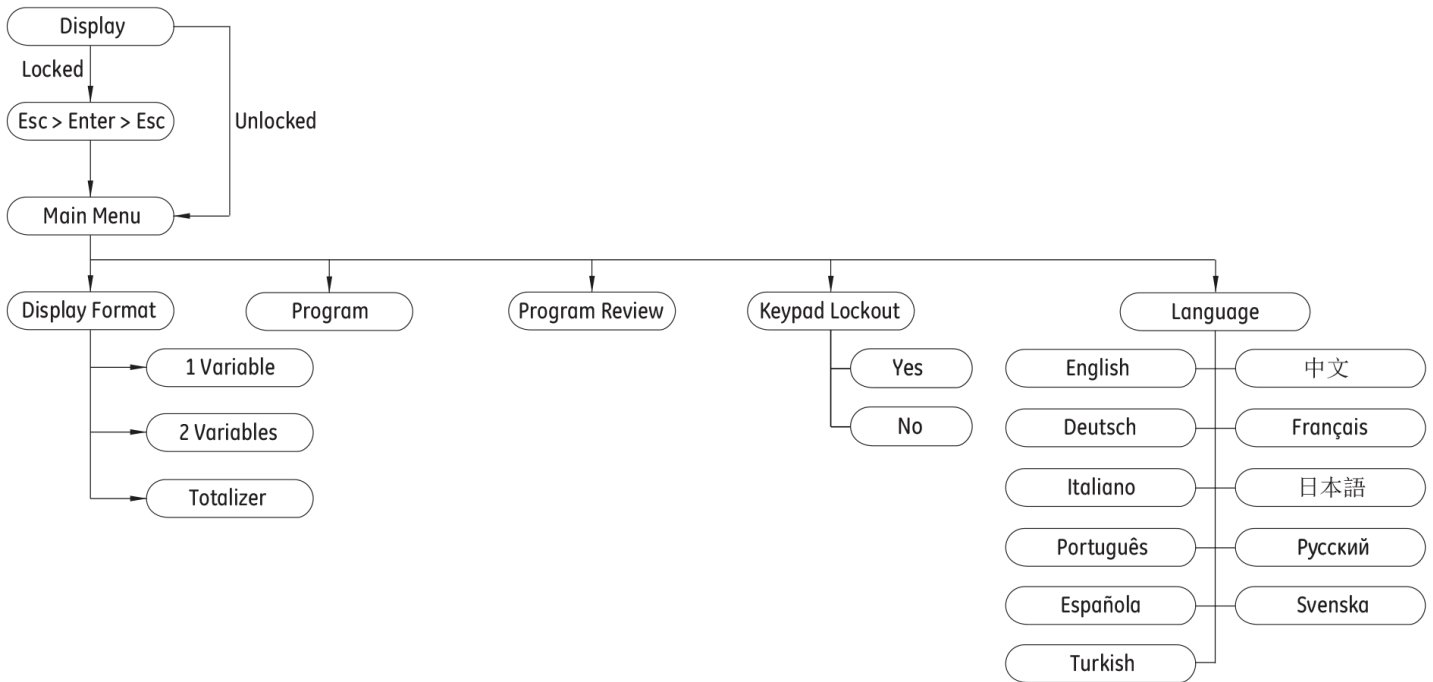 Display
Locked
Esc > Enter > Esc
Unlocked
Main Menu
Display Format
Program
Program Review
Keypad Lockout
Language
1 Variable
2 Variables
Totalizer
Yes
No
English
中文
Deutsch
Français
Italiano
日本語
Português
Русский
Española
Svenska
Turkish